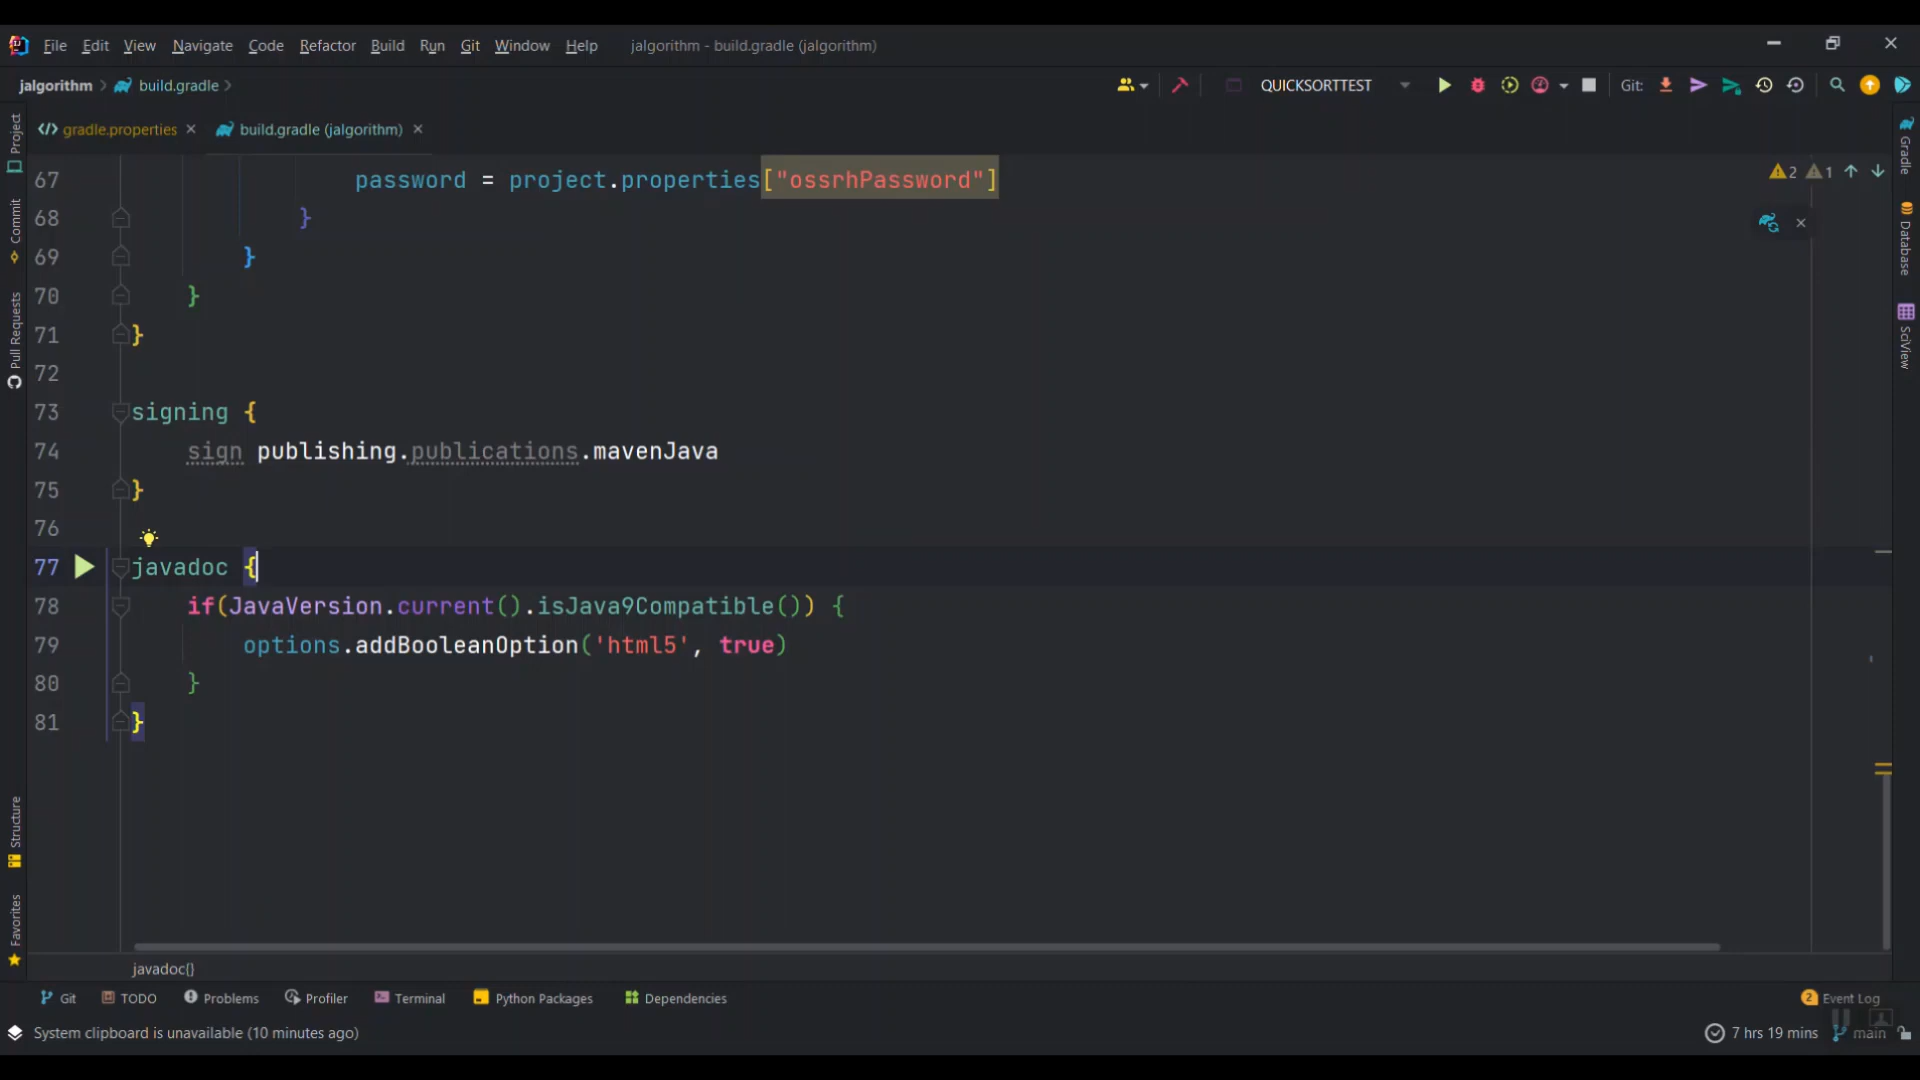 File Edit View Navigate Code Refactor Build Run Git Window Help jalgorithm - build.gradle (jalgorithm)
jalgorithm build.gradle QUICKSORTTEST Git:
gradle.properties build.gradle (jalgorithm)
67 password = project.properties["ossrhPassword"] 2 1
68 }
69 }
70 }
71 }
72
73 signing {
74 sign publishing.publications.mavenJava
75 }
76
77 javadoc {
78 if(JavaVersion.current().isJava9Compatible()) {
79 options.addBooleanOption('html5', true)
80 }
81 }
Project
Commit
Pull Requests
Structure
Favorites
Gradle
Database
SciView
javadoc{}
Git TODO Problems Profiler Terminal Python Packages Dependencies 2 Event Log
System clipboard is unavailable (10 minutes ago) 7 hrs 19 mins main